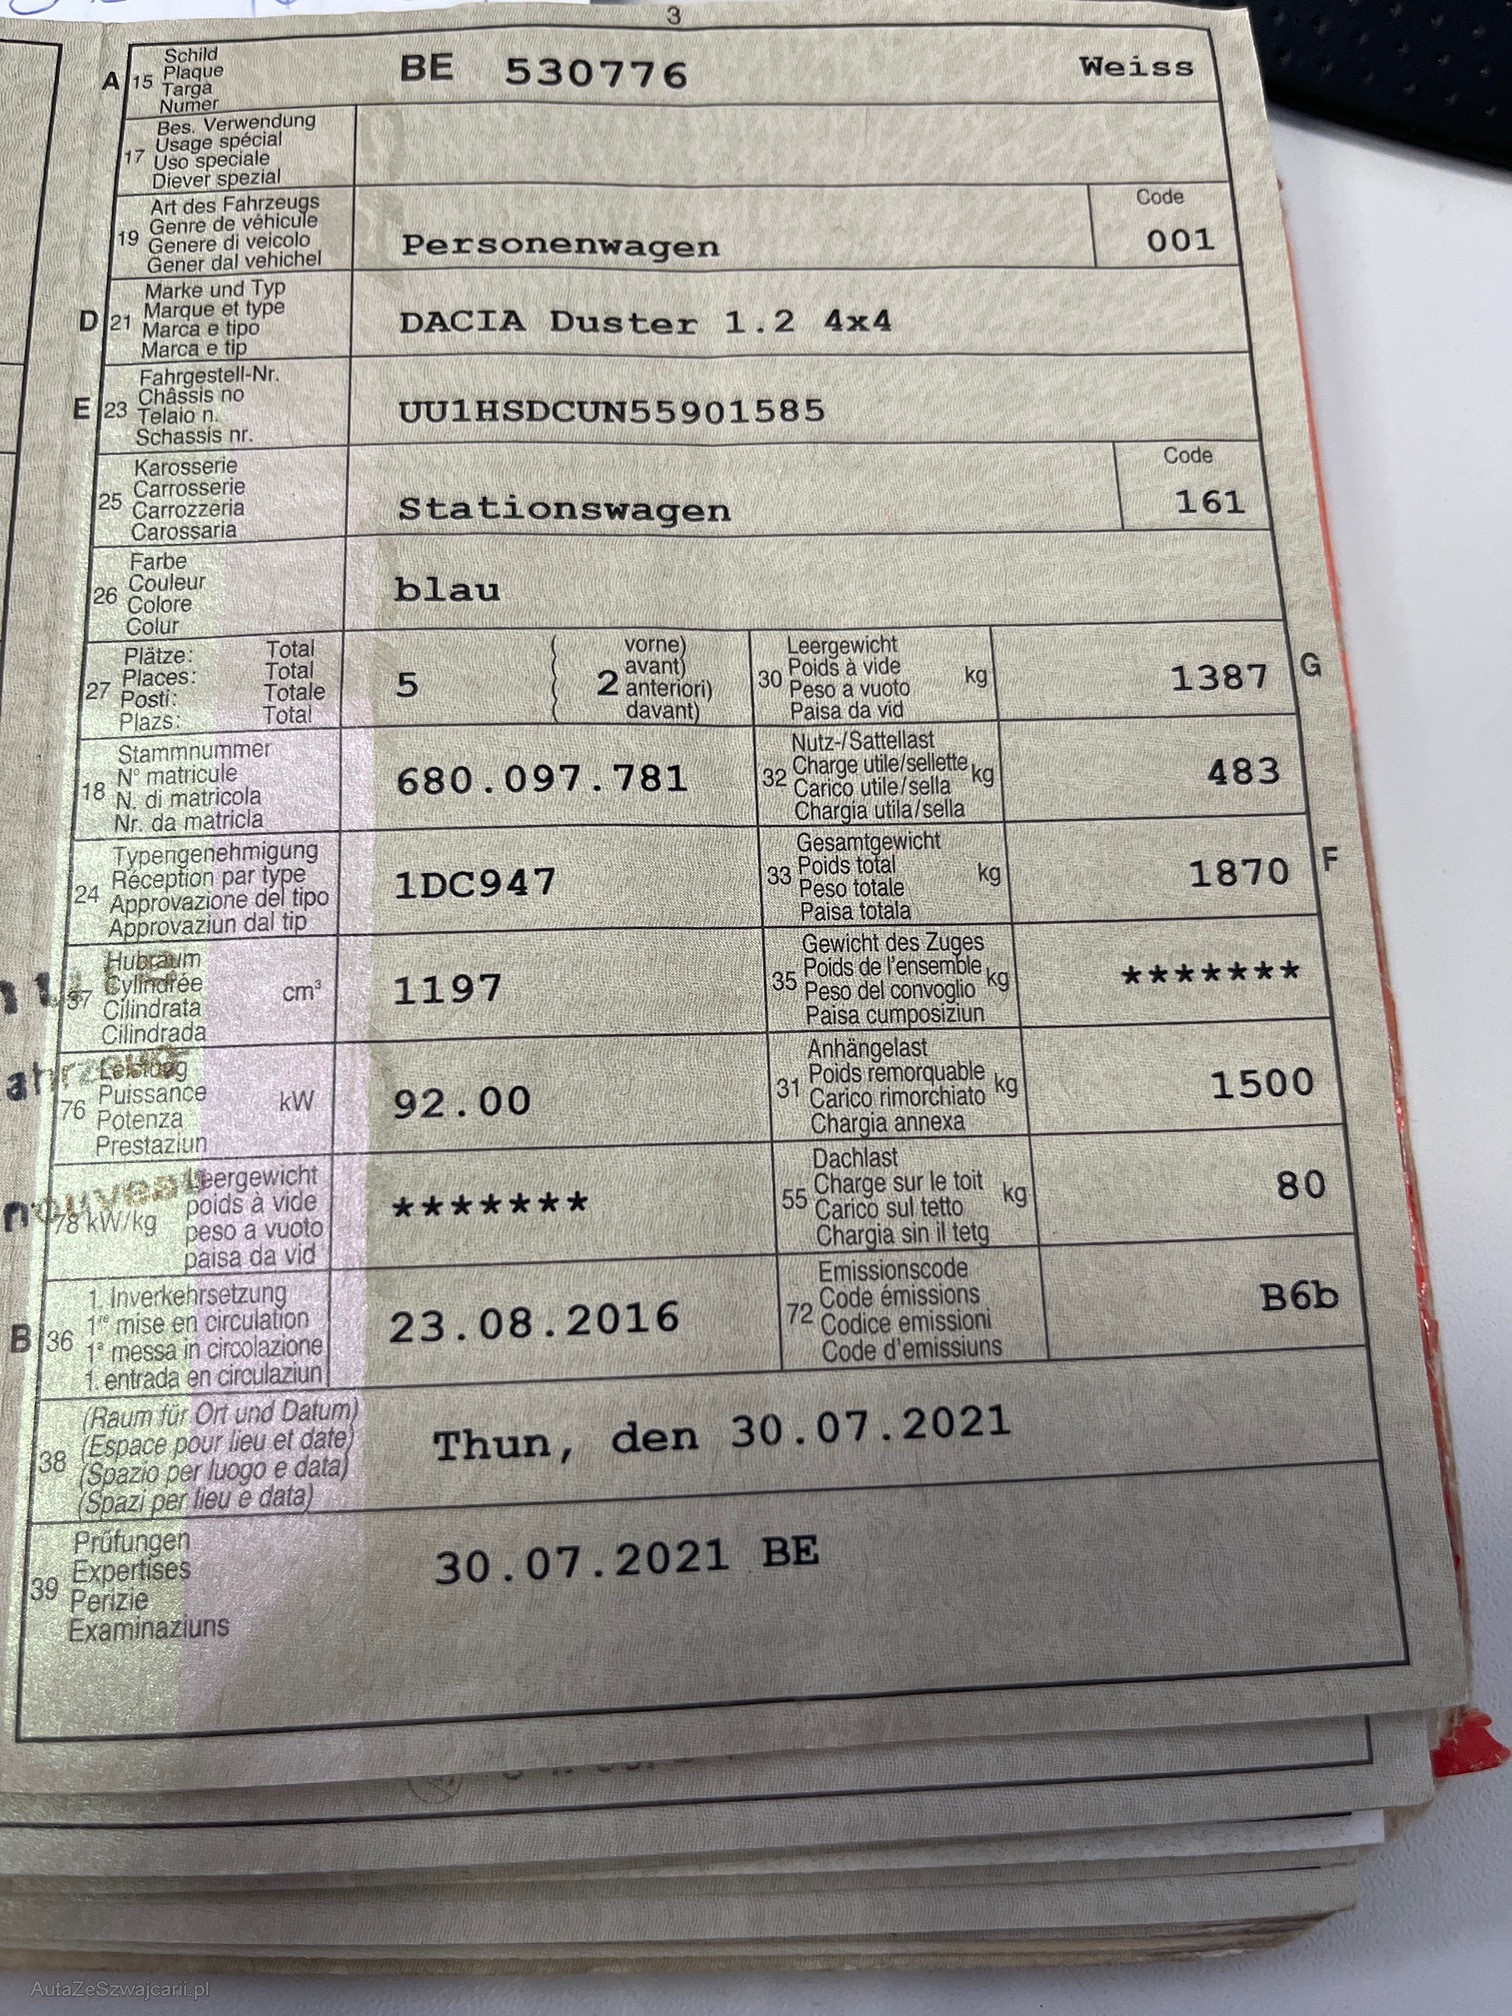 3
A 15 Schild
Plaque
Targa
Numer
BE 530776 Weiss
17 Bes. Verwendung
Usage spécial
Uso speciale
Diever spezial
19 Art des Fahrzeugs
Genre de véhicule
Genere di veicolo
Gener dal vehichel
Personenwagen
Code
001
D 21 Marke und Typ
Marque et type
Marca e tipo
Marca e tip
DACIA Duster 1.2 4x4
E 23 Fahrgestell-Nr.
Châssis no
Telaio n.
Schassis nr.
UU1HSDCUN55901585
25 Karosserie
Carrosserie
Carrozzeria
Carossaria
Stationswagen
Code
161
26 Farbe
Couleur
Colore
Colur
blau
27 Plätze: Total
Places: Total
Posti: Totale
Plazs: Total
5
( 2 vorne)
( avant)
( anteriori)
( davant)
30 Leergewicht
Poids à vide kg
Peso a vuoto
Paisa da vid
1387 G
18 Stammnummer
N° matricule
N. di matricola
Nr. da matricla
680.097.781
32 Nutz-/Sattellast
Charge utile/sellette kg
Carico utile/sella
Chargia utila/sella
483
24 Typengenehmigung
Réception par type
Approvazione del tipo
Approvaziun dal tip
1DC947
33 Gesamtgewicht
Poids total kg
Peso totale
Paisa totala
1870 F
37 Hubraum
Cylindrée cm³
Cilindrata
Cilindrada
1197
35 Gewicht des Zuges
Poids de l'ensemble kg
Peso del convoglio
Paisa cumposiziun
*******
76 Leistung
Puissance kW
Potenza
Prestaziun
92.00
31 Anhängelast
Poids remorquable kg
Carico rimorchiato
Chargia annexa
1500
78 kW/kg Leergewicht
poids à vide
peso a vuoto
paisa da vid
*******
55 Dachlast
Charge sur le toit kg
Carico sul tetto
Chargia sin il tetg
80
B 36 1. Inverkehrsetzung
1re mise en circulation
1a messa in circolazione
1. entrada en circulaziun
23.08.2016
72 Emissionscode
Code émissions
Codice emissioni
Code d'emissiuns
B6b
38 (Raum für Ort und Datum)
(Espace pour lieu et date)
(Spazio per luogo e data)
(Spazi per lieu e data)
Thun, den 30.07.2021
39 Prüfungen
Expertises
Perizie
Examinaziuns
30.07.2021 BE
AutaZeSzwajcarii.pl